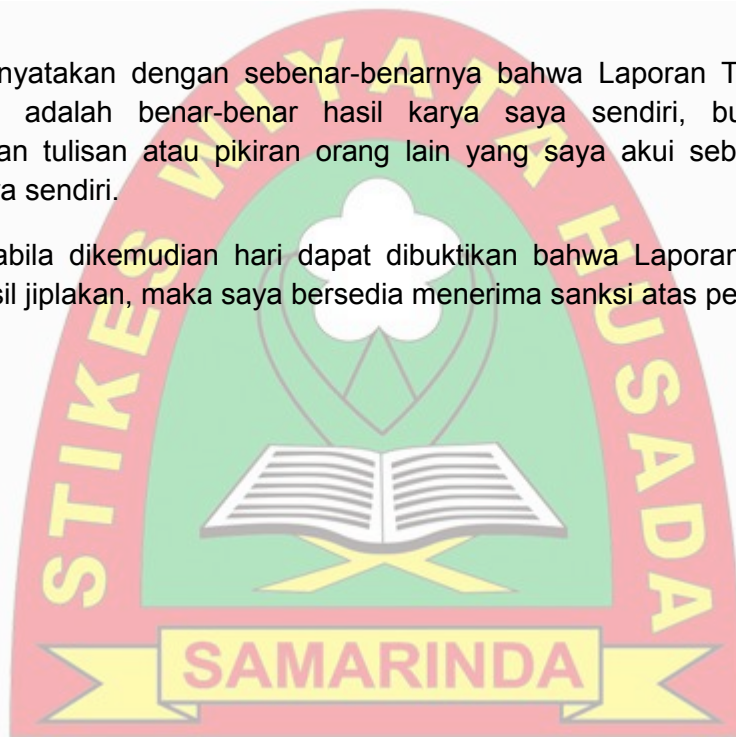 nyatakan dengan sebenar-benarnya bahwa Laporan T
adalah benar-benar hasil karya saya sendiri, bu
an tulisan atau pikiran orang lain yang saya akui seb
a sendiri.
abila dikemudian hari dapat dibuktikan bahwa Laporan
sil jiplakan, maka saya bersedia menerima sanksi atas pe
STIKES WIYATA HUSADA
SAMARINDA